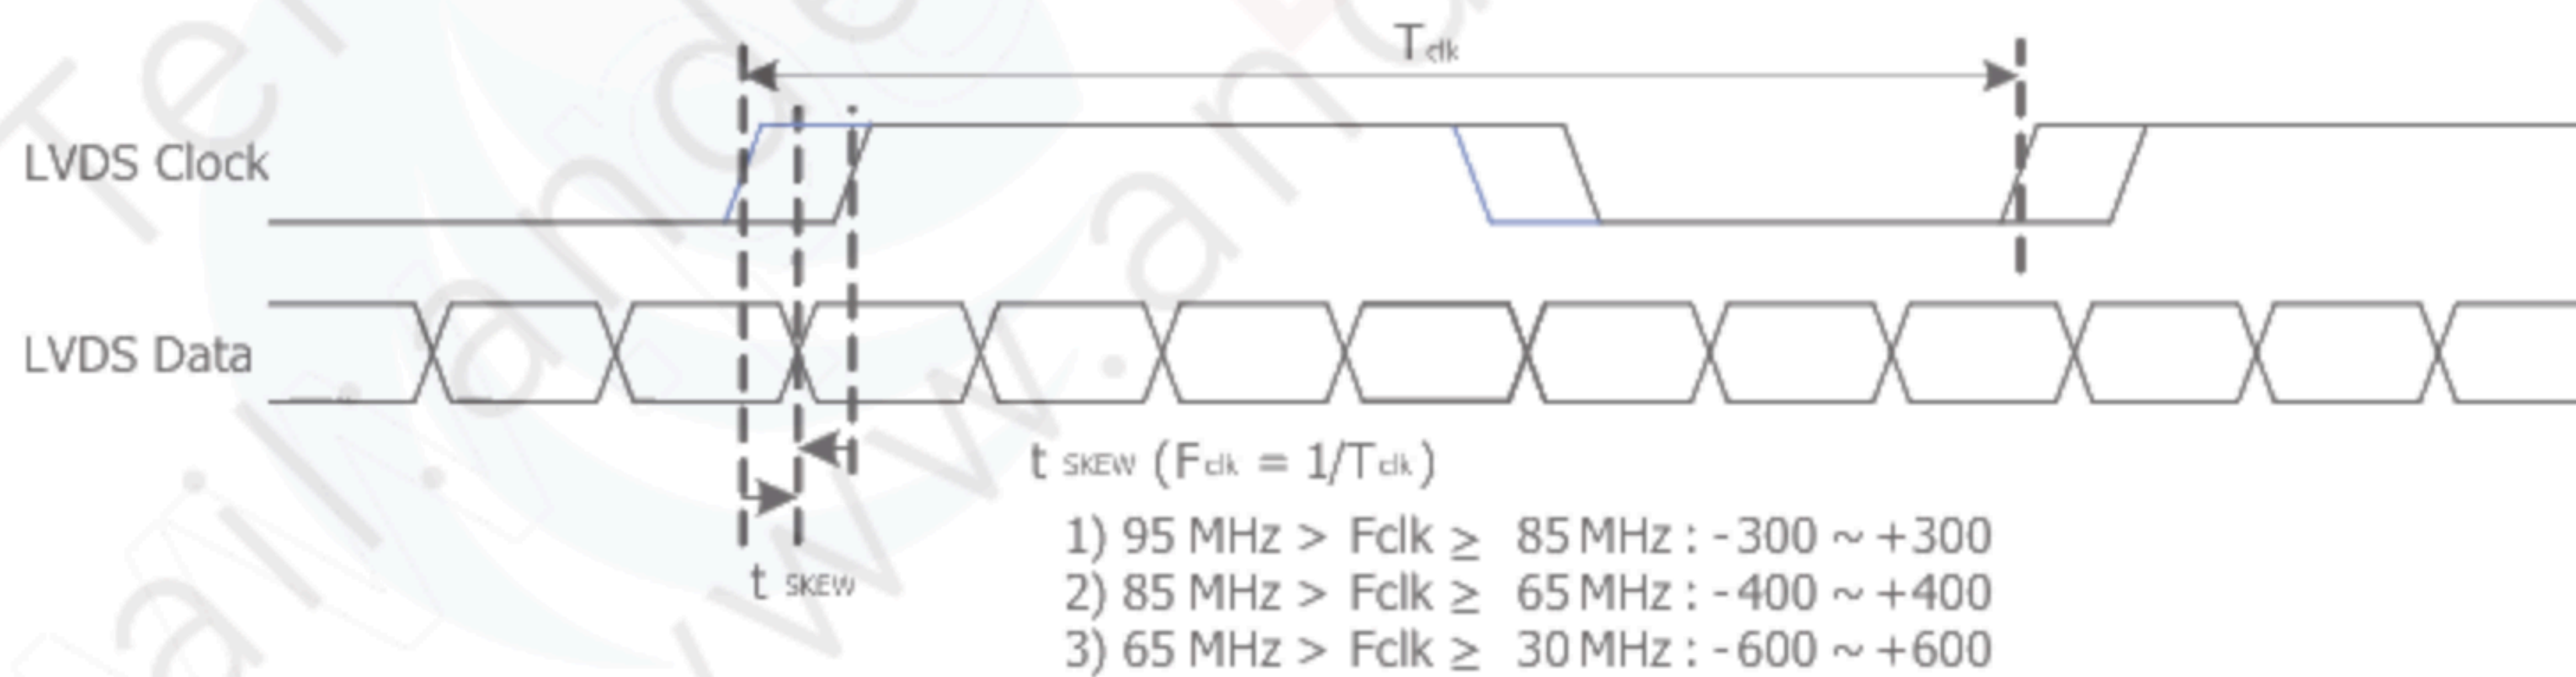 Tclk
LVDS Clock
LVDS Data
t SKEW (Fclk = 1/Tclk)
t SKEW
1) 95 MHz > Fclk ≥ 85 MHz : -300 ~ +300
2) 85 MHz > Fclk ≥ 65 MHz : -400 ~ +400
3) 65 MHz > Fclk ≥ 30 MHz : -600 ~ +600